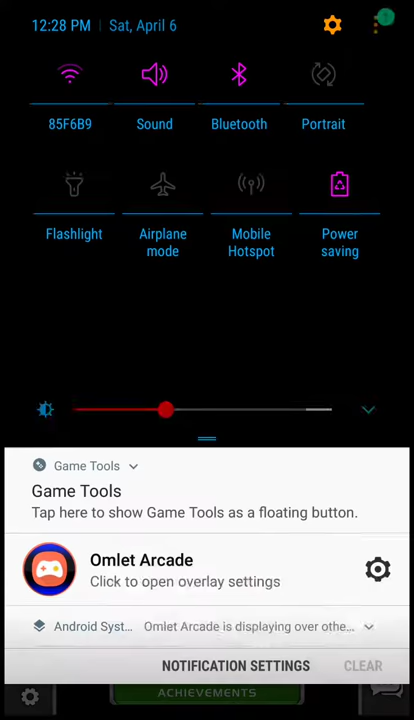 12:28 PM | Sat, April 6
85F6B9 Sound Bluetooth Portrait
Flashlight Airplane mode Mobile Hotspot Power saving
Game Tools
Game Tools
Tap here to show Game Tools as a floating button.
Omlet Arcade
Click to open overlay settings
Android Syst... Omlet Arcade is displaying over othe...
NOTIFICATION SETTINGS CLEAR
ACHIEVEMENTS